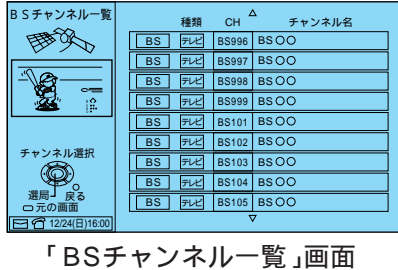 BSチャンネル一覧
種類 CH チャンネル名
BS テレビ BS996 BS○○
BS テレビ BS997 BS○○
BS テレビ BS998 BS○○
BS テレビ BS999 BS○○
BS テレビ BS101 BS○○
BS テレビ BS102 BS○○
BS テレビ BS103 BS○○
BS テレビ BS104 BS○○
BS テレビ BS105 BS○○
チャンネル選択
選局 戻る
元の画面
12/24(日)16:00
「BSチャンネル一覧」画面